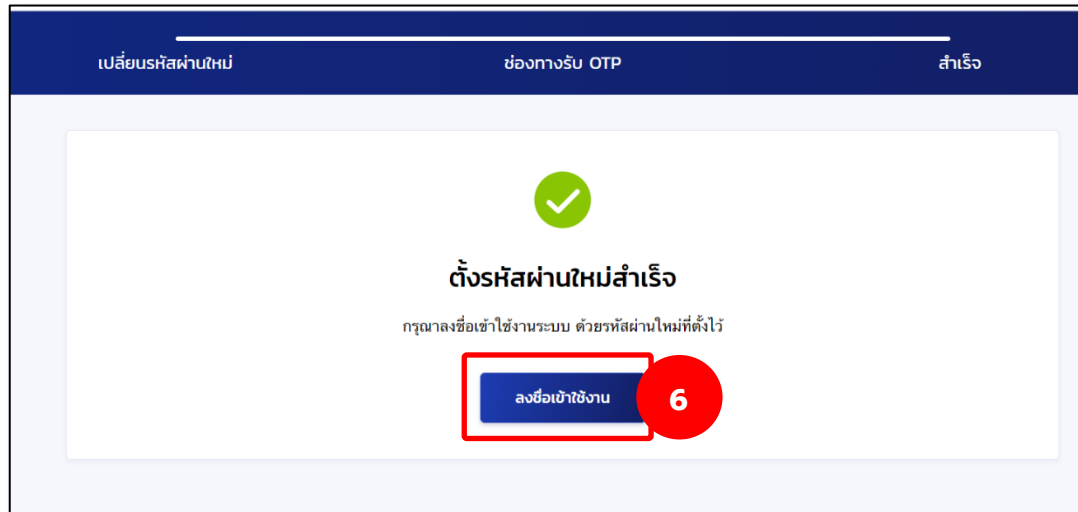 เปลี่ยนรหัสผ่านใหม่ ช่องทางรับ OTP สำเร็จ
ตั้งรหัสผ่านใหม่สำเร็จ
กรุณาลงชื่อเข้าใช้งานระบบ ด้วยรหัสผ่านใหม่ที่ตั้งไว้
ลงชื่อเข้าใช้งาน 6